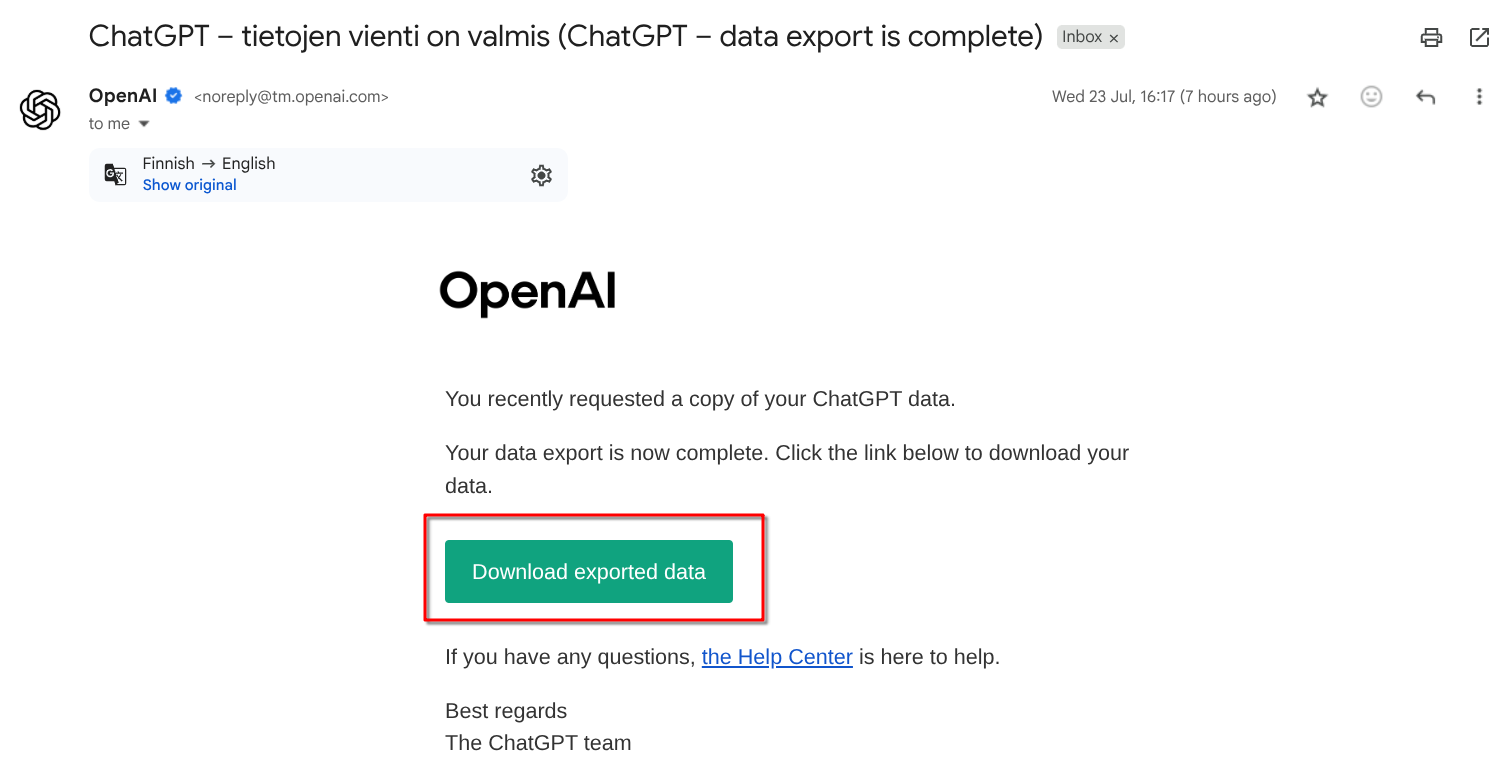 ChatGPT – tietojen vienti on valmis (ChatGPT – data export is complete) Inbox ×
OpenAI <noreply@tm.openai.com> Wed 23 Jul, 16:17 (7 hours ago)
to me
Finnish → English
Show original
OpenAI
You recently requested a copy of your ChatGPT data.
Your data export is now complete. Click the link below to download your
data.
Download exported data
If you have any questions, the Help Center is here to help.
Best regards
The ChatGPT team